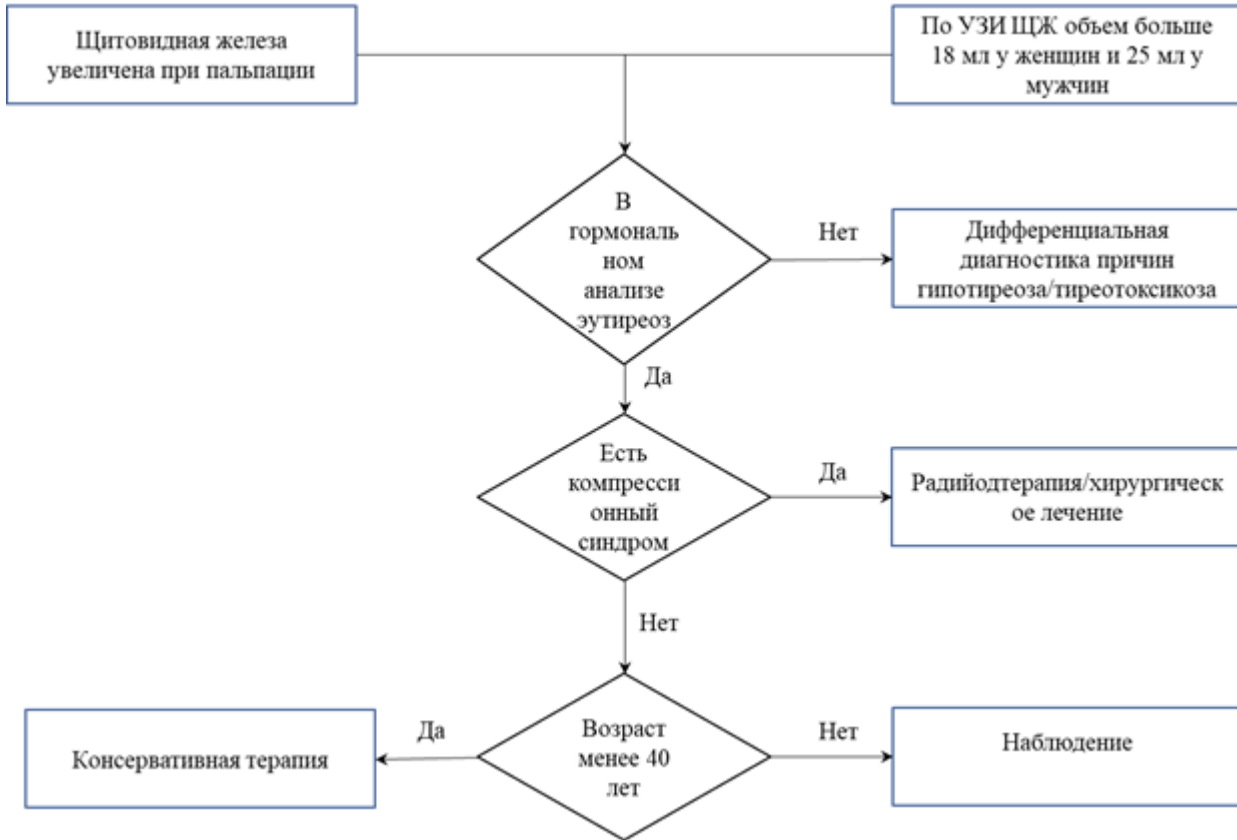 Щитовидная железа
увеличена при пальпации
По УЗИ ЩЖ объем больше
18 мл у женщин и 25 мл у
мужчин
В
гормональ
ном
анализе
эутиреоз
Нет
Дифференциальная
диагностика причин
гипотиреоза/тиреотоксикоза
Да
Есть
компресси
онный
синдром
Да
Радийодтерапия/хирургическ
ое лечение
Нет
Возраст
менее 40
лет
Да
Консервативная терапия
Нет
Наблюдение